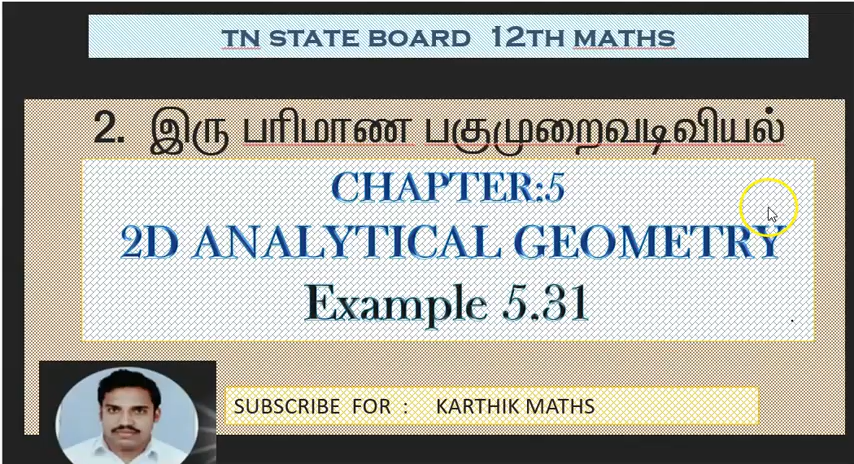 TN STATE BOARD 12TH MATHS
2. இரு பரிமாண பகுமுறைவடிவியல்
CHAPTER:5
2D ANALYTICAL GEOMETRY
Example 5.31
SUBSCRIBE FOR : KARTHIK MATHS